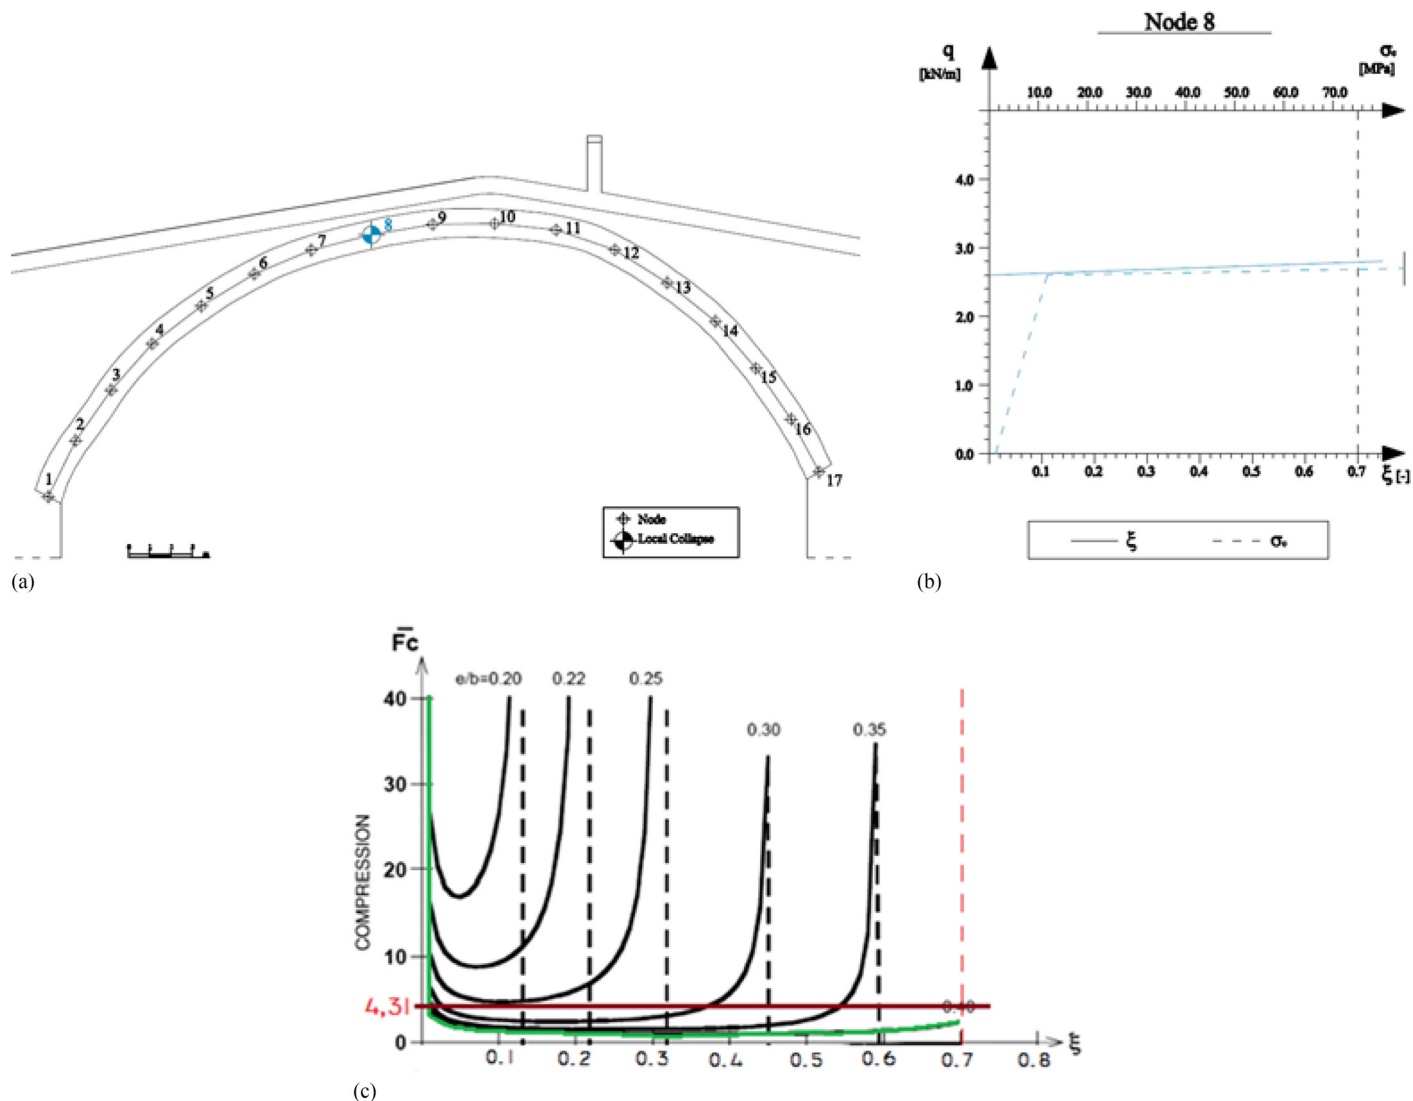 1
2
3
4
5
6
7
8
9
10
11
12
13
14
15
16
17
Node
Local Collapse
(a)
Node 8
q
[kN/m]
σc
[MPa]
10.0 20.0 30.0 40.0 50.0 60.0 70.0
4.0
3.0
2.0
1.0
0.0
0.1 0.2 0.3 0.4 0.5 0.6 0.7 ξ [-]
ξ σc
(b)
Fc
e/b=0.20 0.22 0.25 0.30 0.35
COMPRESSION
40
30
20
10
4,31
0
0.40
0.1 0.2 0.3 0.4 0.5 0.6 0.7 0.8 ξ
(c)